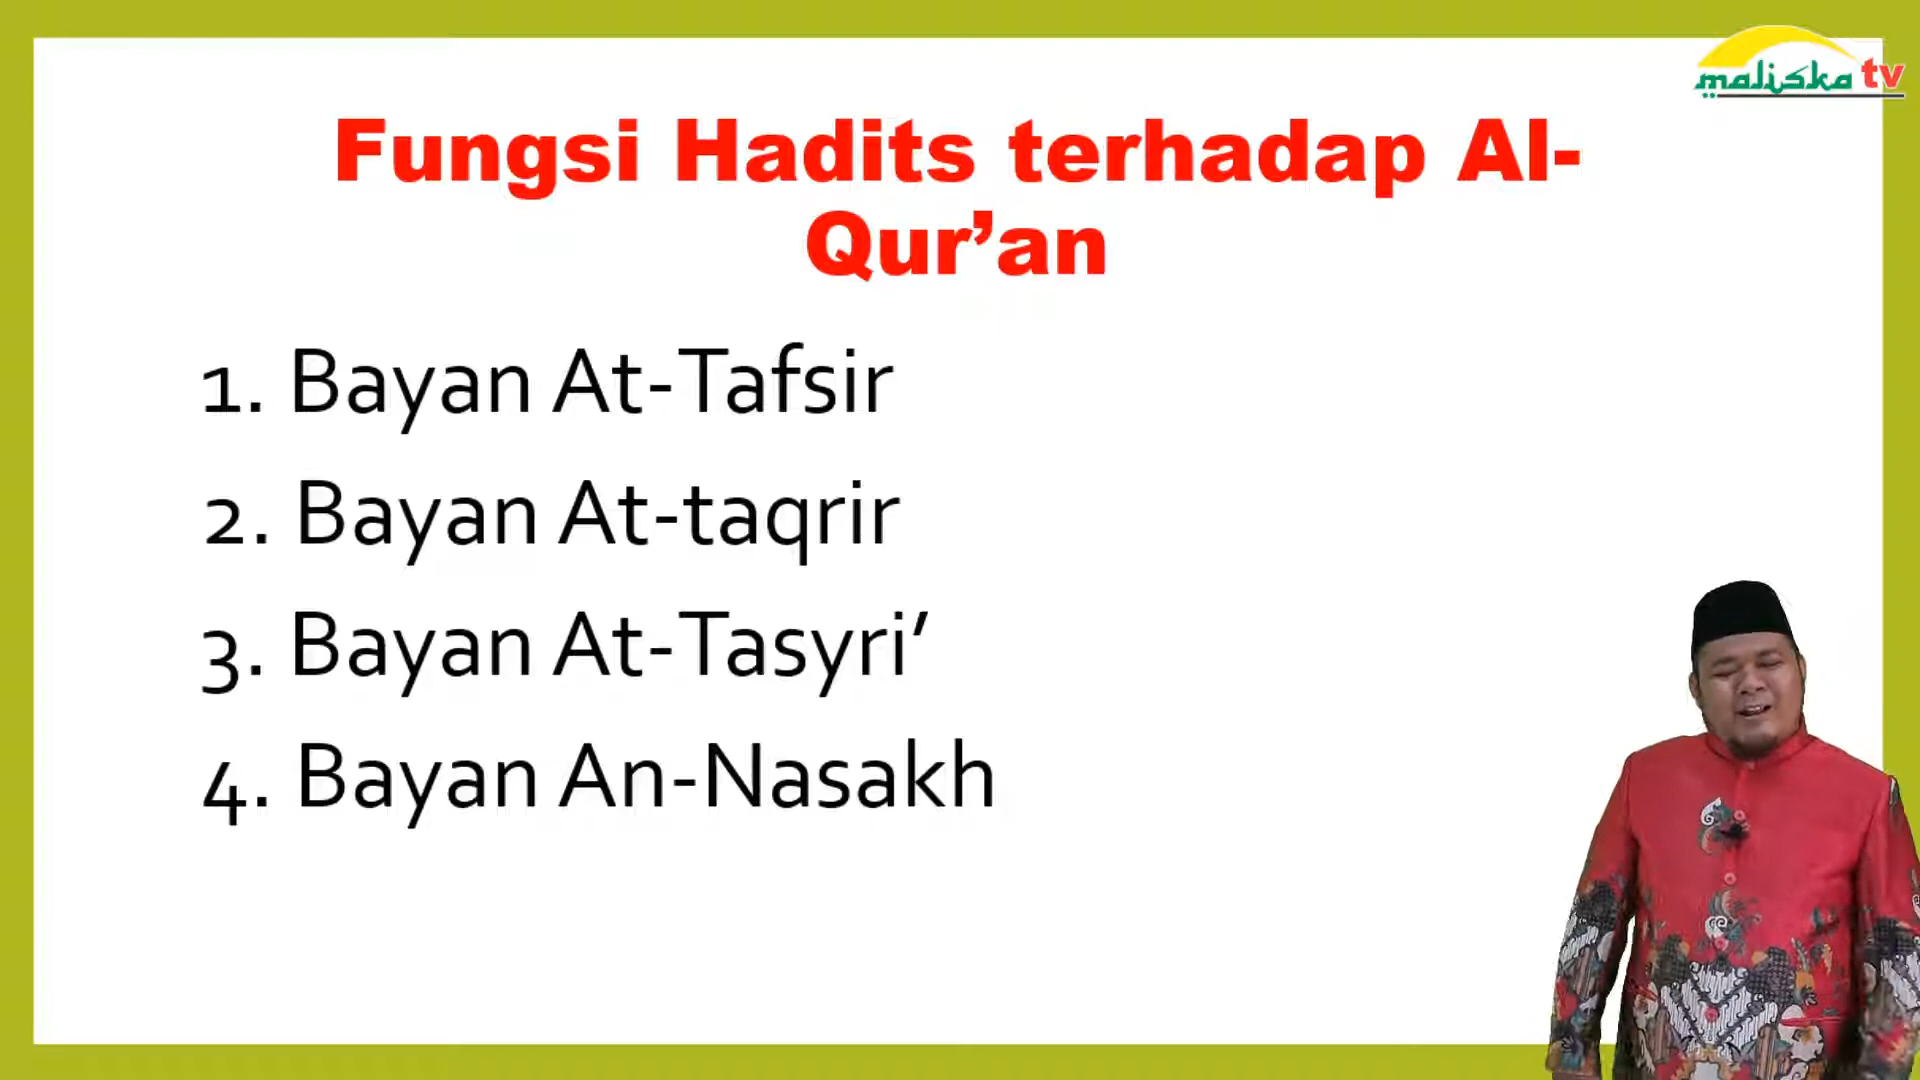 maliska tv
Fungsi Hadits terhadap Al-
Qur’an
1. Bayan At-Tafsir
2. Bayan At-taqrir
3. Bayan At-Tasyri’
4. Bayan An-Nasakh